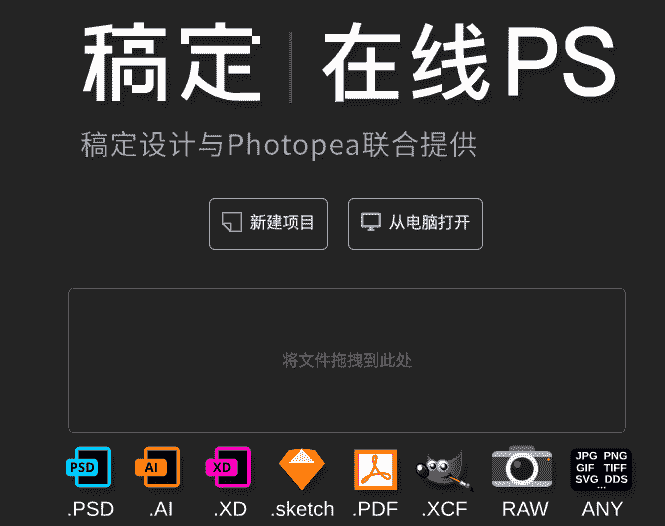 稿定 在线PS
稿定设计与Photopea联合提供
新建项目 从电脑打开
将文件拖拽到此处
PSD AI XD JPG PNG
GIF TIFF
SVG DDS
...
.PSD .AI .XD .sketch .PDF .XCF RAW ANY